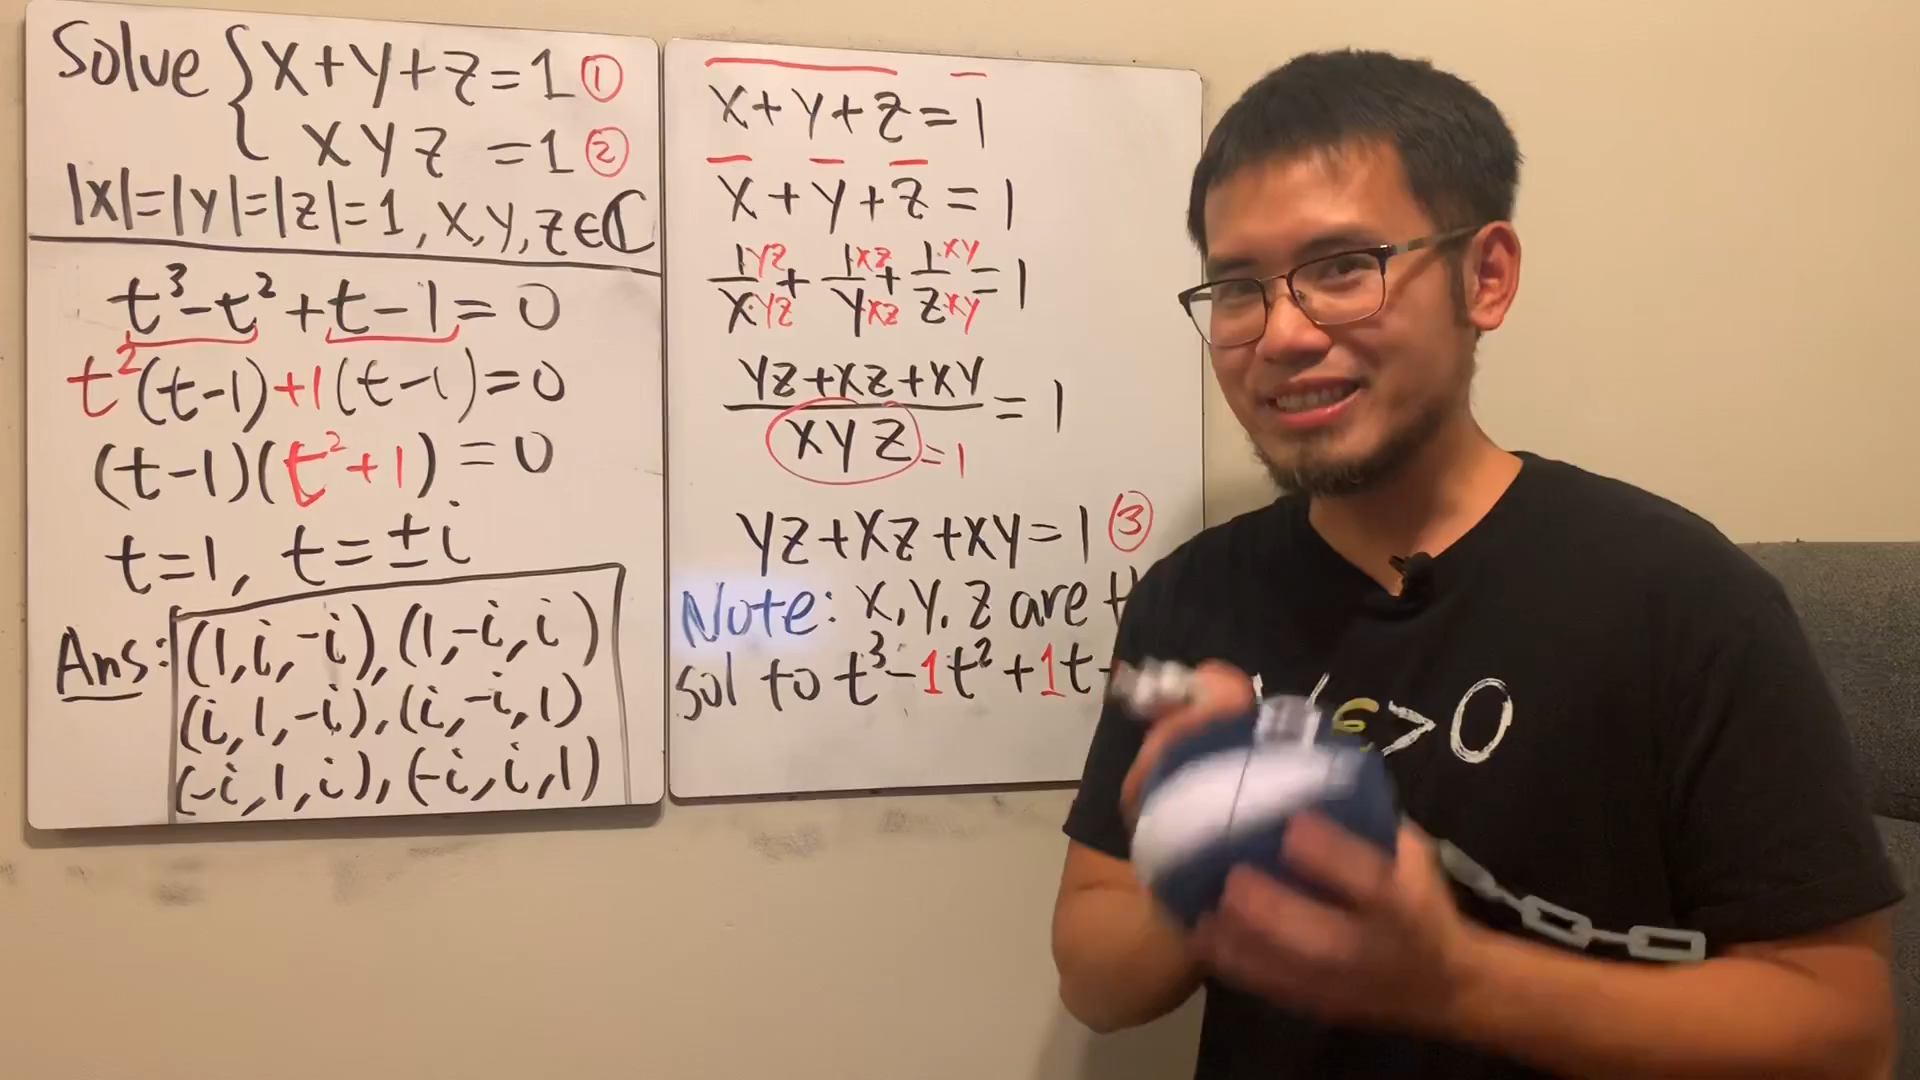 Solve { x+y+z=1 ①
xyz =1 ②
|x|=|y|=|z|=1, x,y,z∈ℂ
t³-t²+t-1=0
t²(t-1)+1(t-1)=0
(t-1)(t²+1)=0
t=1, t=±i
Ans: (1,i,-i),(1,-i,i)
(i,1,-i),(i,-i,1)
(-i,1,i),(-i,i,1)
x̅+̅y̅+̅z̅=1̅
x̅+y̅+z̅=1
1·yz/x·yz + 1·xz/y·xz + 1·xy/z·xy = 1
yz+xz+xy/xyz = 1
=1
yz+xz+xy=1 ③
Note: x,y,z are
sol to t³-1t²+1t-
ε>0